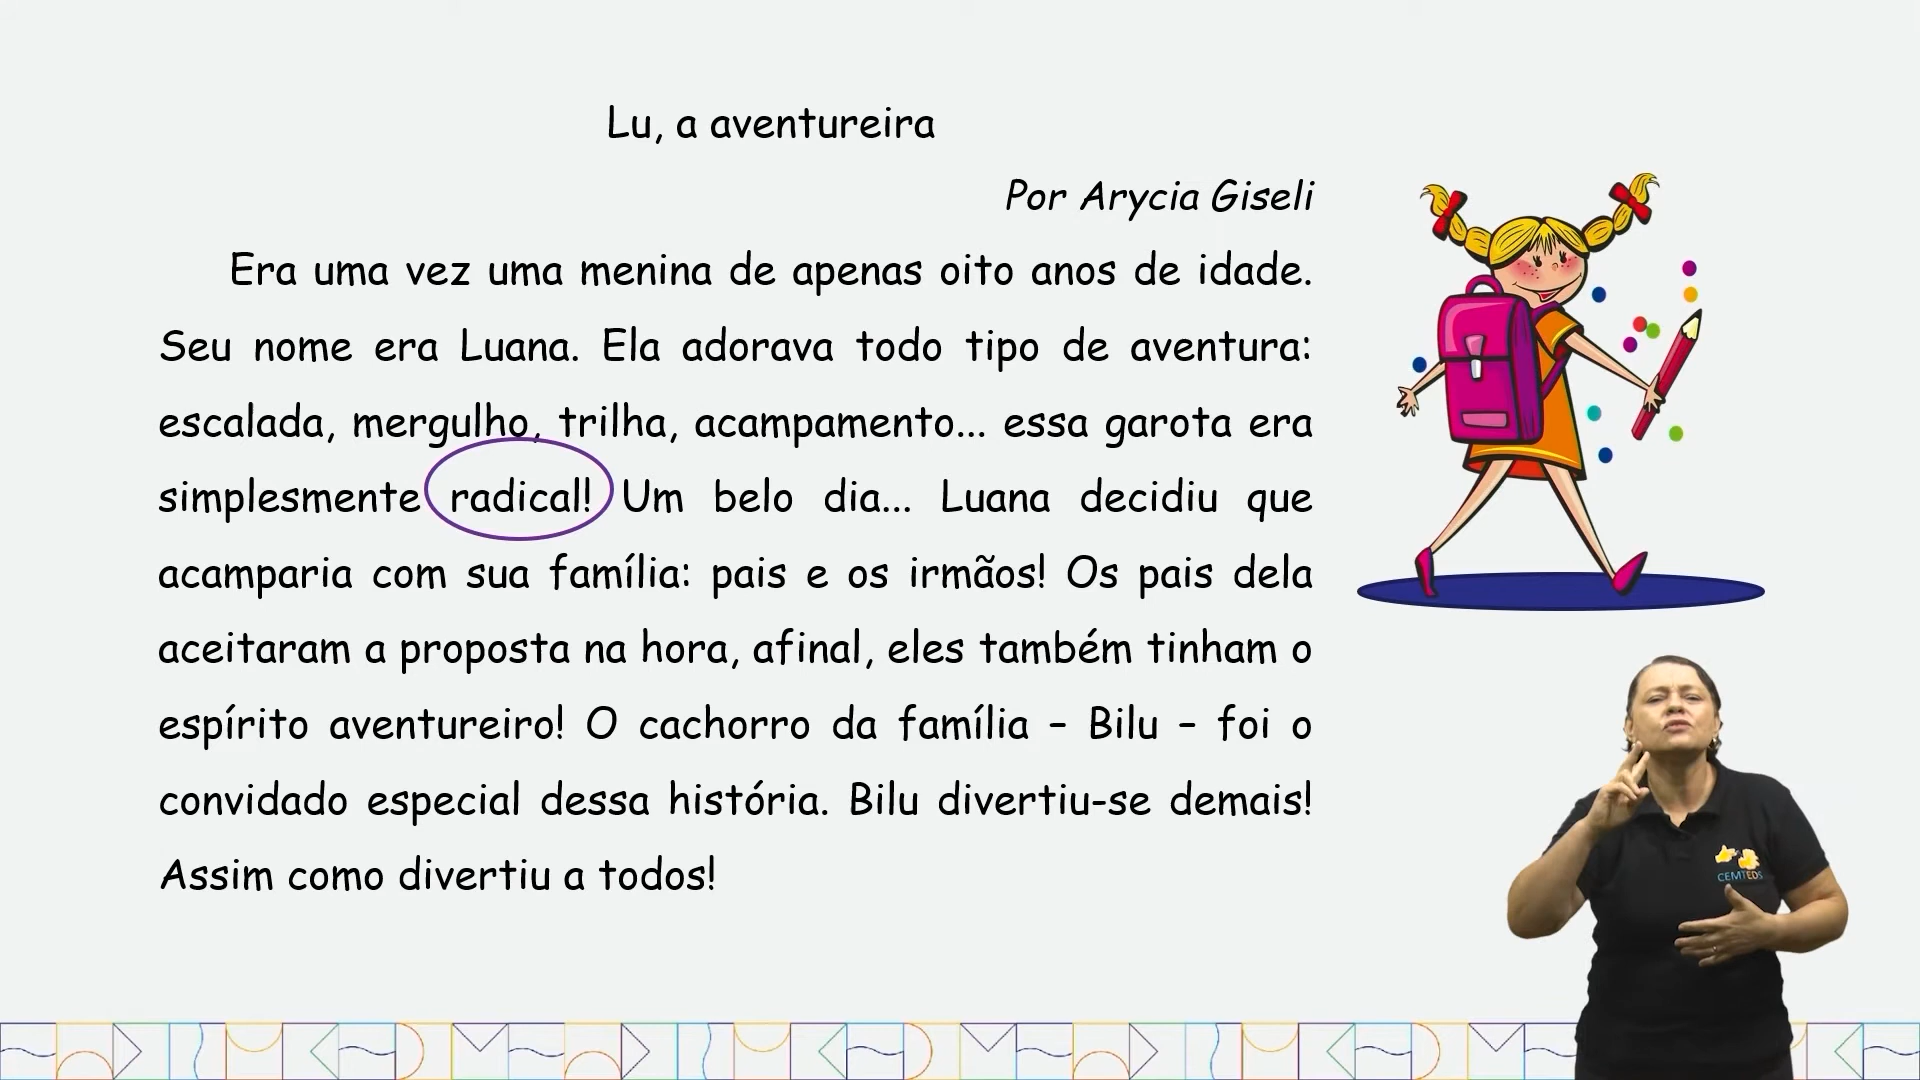 Lu, a aventureira
Por Arycia Giseli
Era uma vez uma menina de apenas oito anos de idade.
Seu nome era Luana. Ela adorava todo tipo de aventura:
escalada, mergulho, trilha, acampamento... essa garota era
simplesmente radical! Um belo dia... Luana decidiu que
acamparia com sua família: pais e os irmãos! Os pais dela
aceitaram a proposta na hora, afinal, eles também tinham o
espírito aventureiro! O cachorro da família – Bilu – foi o
convidado especial dessa história. Bilu divertiu-se demais!
Assim como divertiu a todos!
CEMTEDS